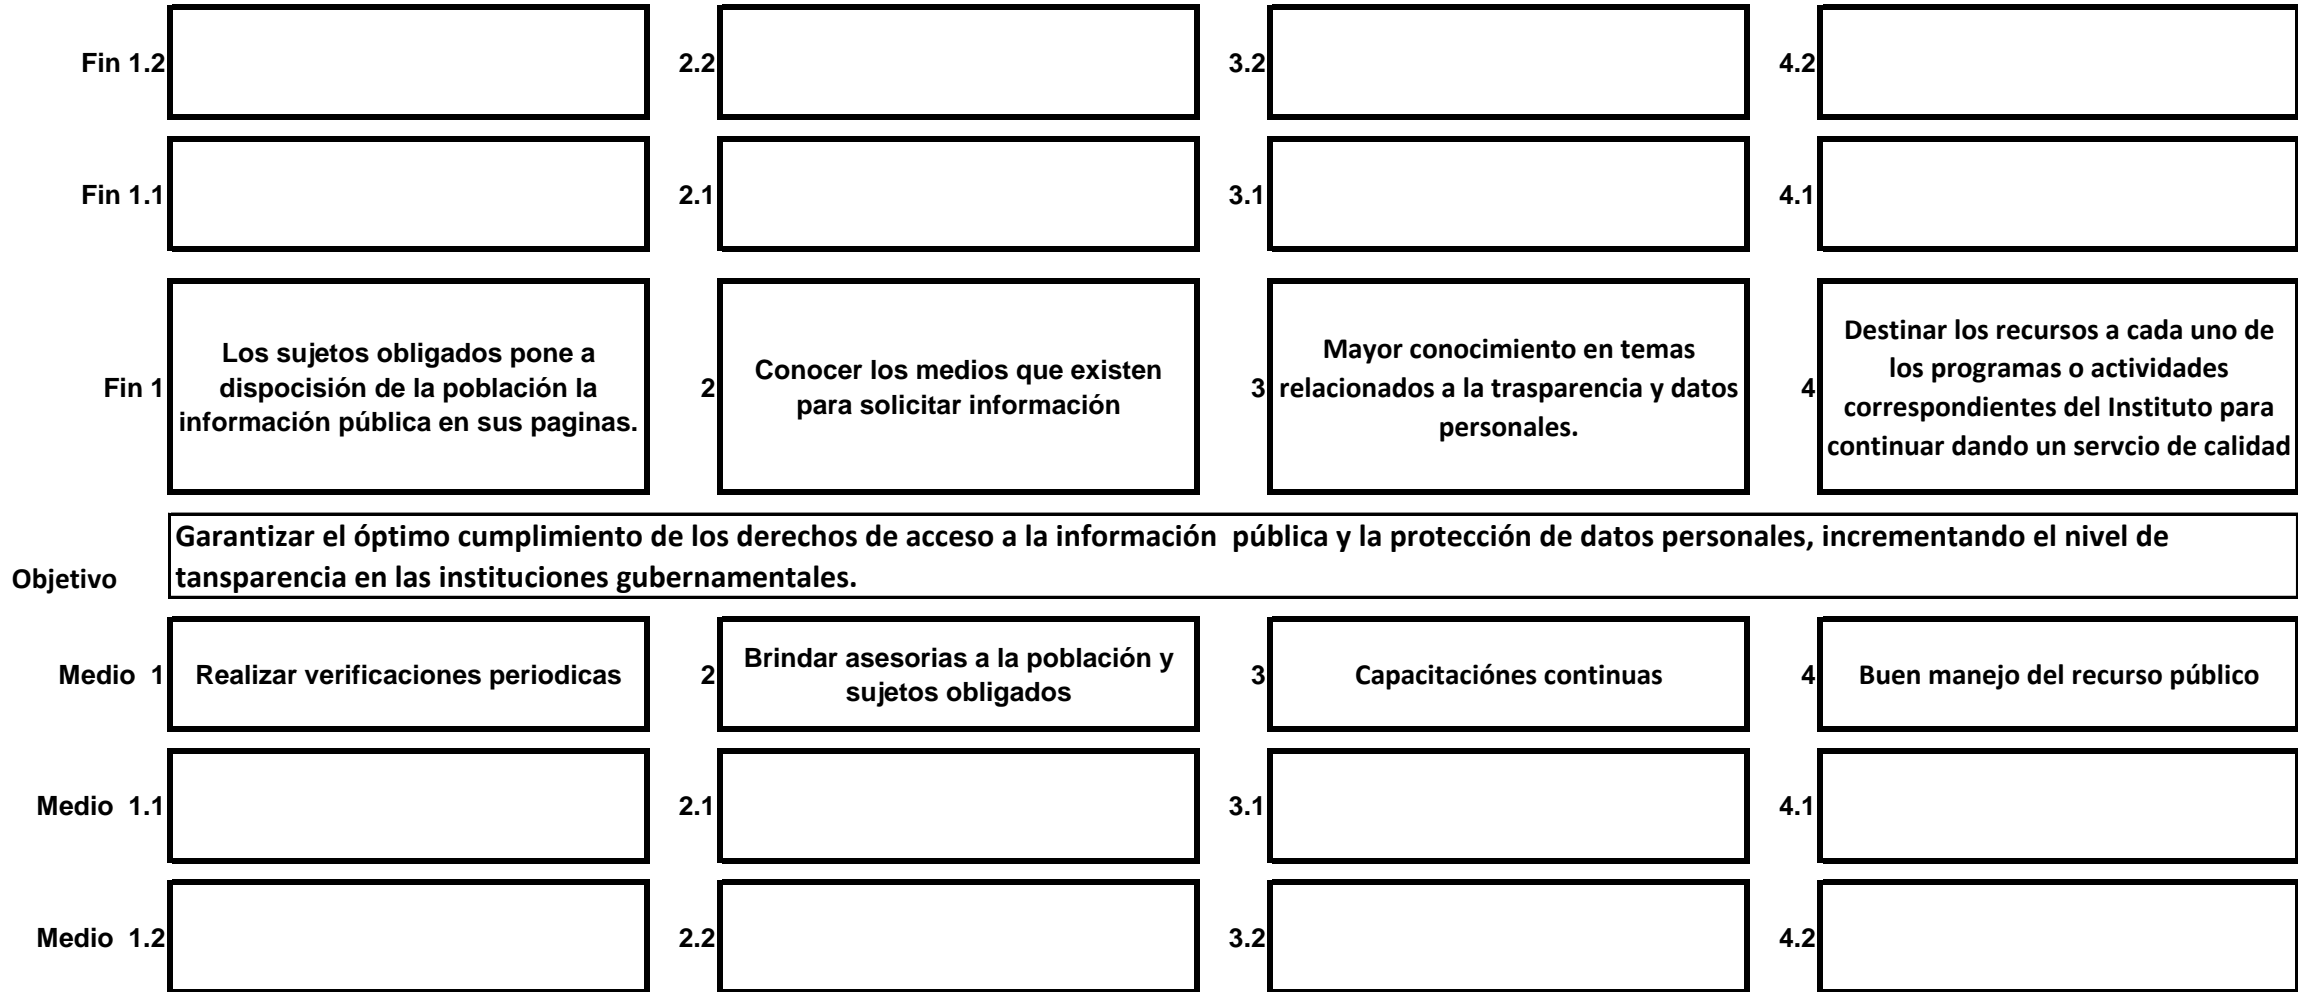 Fin 1.2
2.2
3.2
4.2
Fin 1.1
2.1
3.1
4.1
Fin 1
Los sujetos obligados pone a
dispocisión de la población la
información pública en sus paginas.
2
Conocer los medios que existen
para solicitar información
3
Mayor conocimiento en temas
relacionados a la trasparencia y datos
personales.
4
Destinar los recursos a cada uno de
los programas o actividades
correspondientes del Instituto para
continuar dando un servcio de calidad
Objetivo
Garantizar el óptimo cumplimiento de los derechos de acceso a la información  pública y la protección de datos personales, incrementando el nivel de
tansparencia en las instituciones gubernamentales.
Medio  1
Realizar verificaciones periodicas
2
Brindar asesorias a la población y
sujetos obligados
3
Capacitaciónes continuas
4
Buen manejo del recurso público
Medio  1.1
2.1
3.1
4.1
Medio  1.2
2.2
3.2
4.2